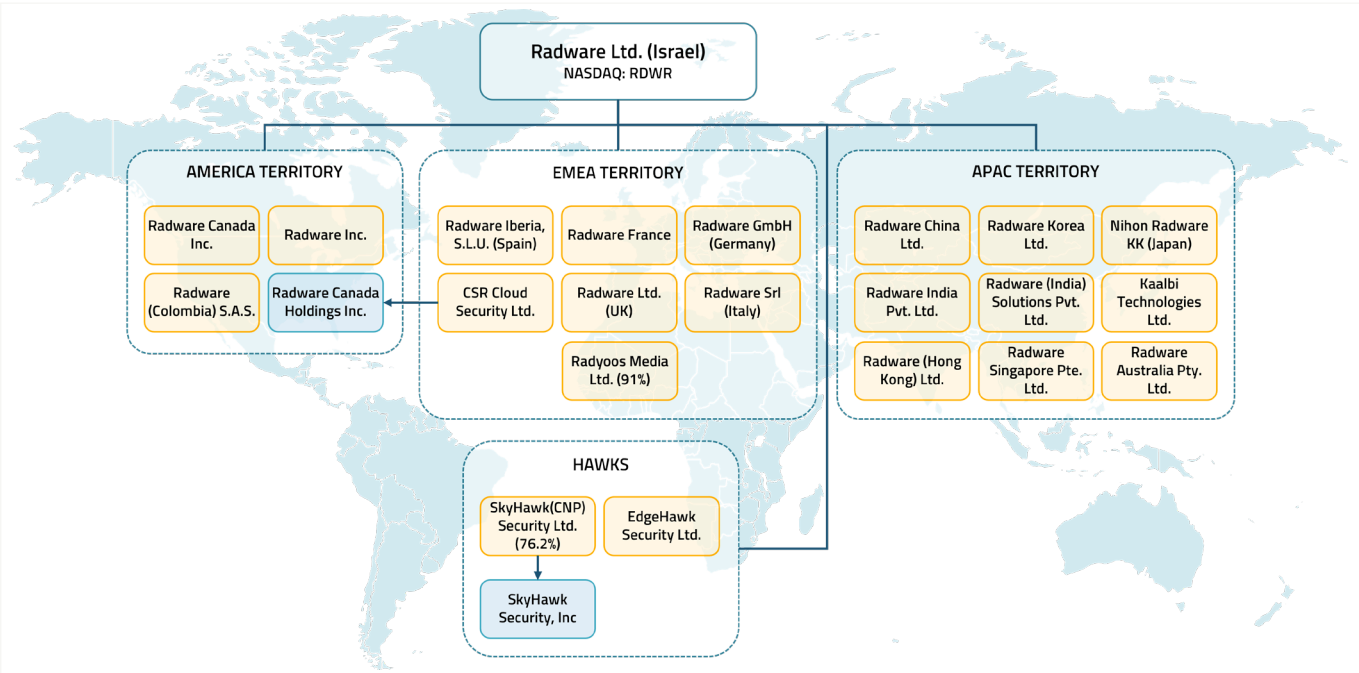 Radware Ltd. (Israel)
NASDAQ: RDWR
AMERICA TERRITORY
Radware Canada
Inc.
Radware Inc.
Radware
(Colombia) S.A.S.
Radware Canada
Holdings Inc.
EMEA TERRITORY
Radware Iberia,
S.L.U. (Spain)
Radware France
Radware GmbH
(Germany)
CSR Cloud
Security Ltd.
Radware Ltd.
(UK)
Radware Srl
(Italy)
Radyoos Media
Ltd. (91%)
APAC TERRITORY
Radware China
Ltd.
Radware Korea
Ltd.
Nihon Radware
KK (Japan)
Radware India
Pvt. Ltd.
Radware (India)
Solutions Pvt.
Ltd.
Kaalbi
Technologies
Ltd.
Radware (Hong
Kong) Ltd.
Radware
Singapore Pte.
Ltd.
Radware
Australia Pty.
Ltd.
HAWKS
SkyHawk(CNP)
Security Ltd.
(76.2%)
EdgeHawk
Security Ltd.
SkyHawk
Security, Inc